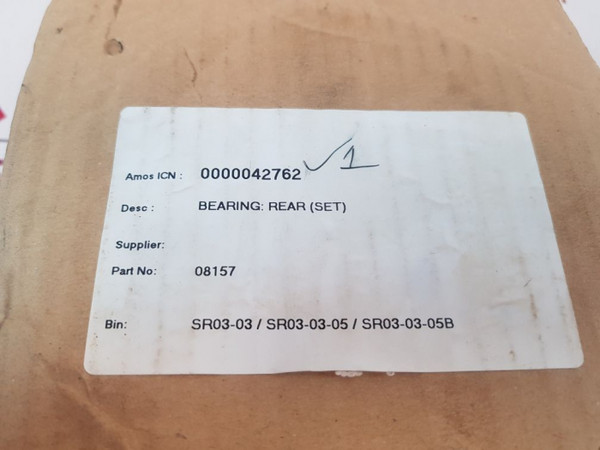 Amos ICN : 0000042762 ✓ 1
Desc : BEARING: REAR (SET)
Supplier:
Part No: 08157
Bin: SR03-03 / SR03-03-05 / SR03-03-05B